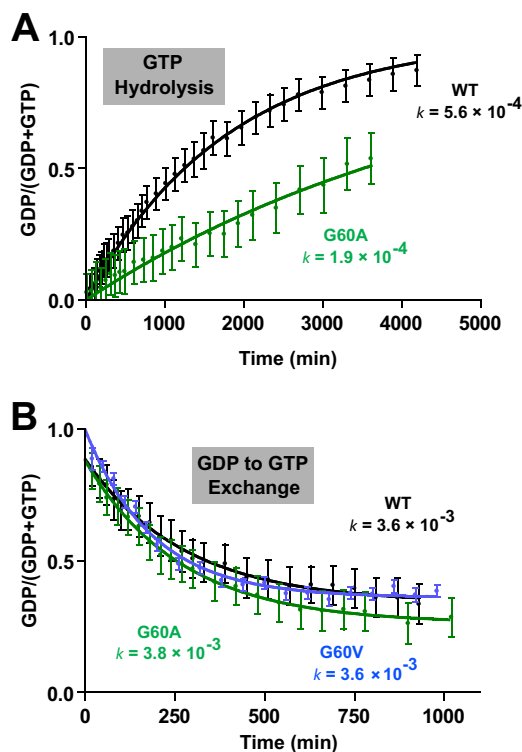 A
GTP
Hydrolysis
GDP/(GDP+GTP)
1.0
0.5
0.0
WT
k = 5.6 × 10-4
G60A
k = 1.9 × 10-4
0 1000 2000 3000 4000 5000
Time (min)
B
GDP to GTP
Exchange
GDP/(GDP+GTP)
1.0
0.5
0.0
WT
k = 3.6 × 10-3
G60A
k = 3.8 × 10-3
G60V
k = 3.6 × 10-3
0 250 500 750 1000
Time (min)